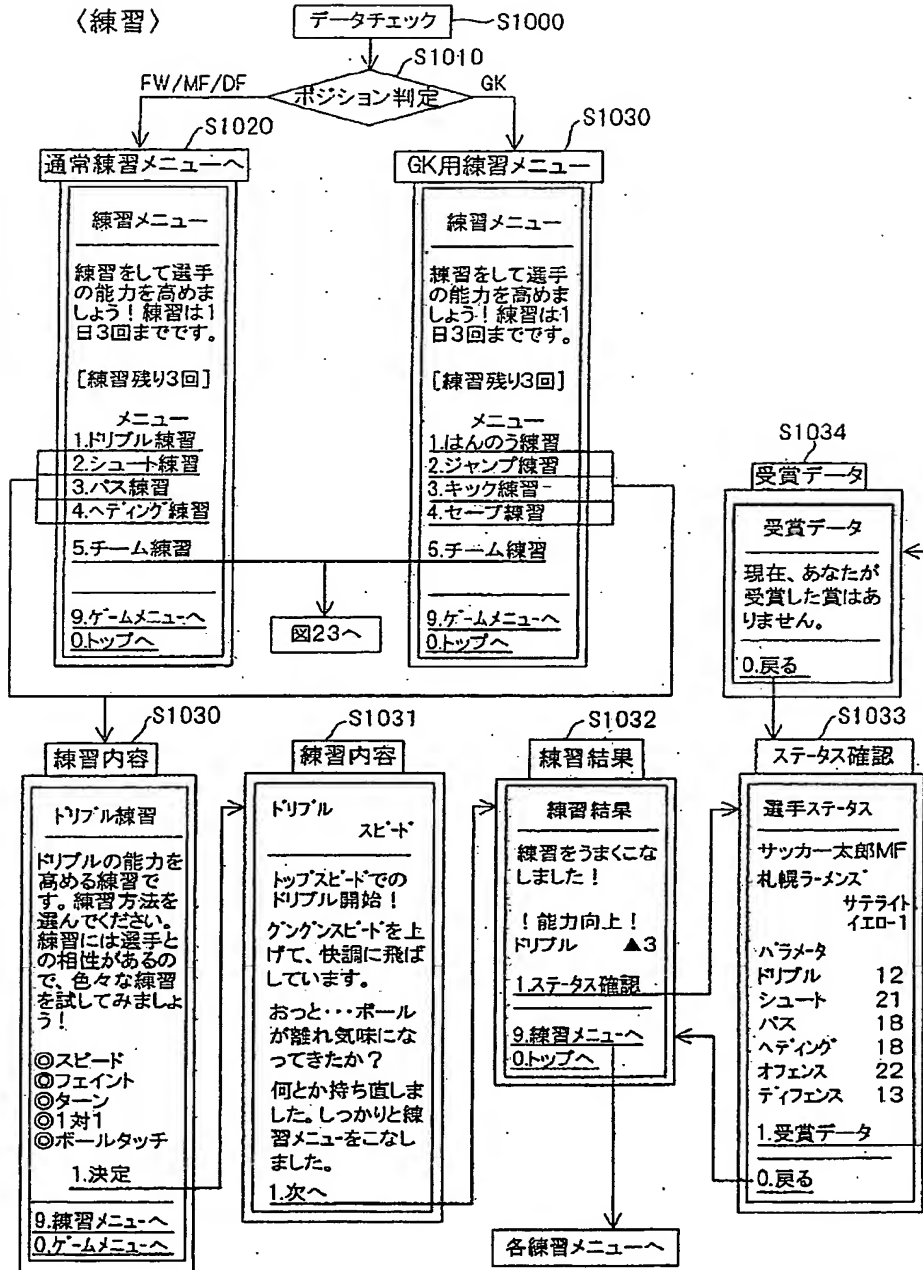 〈練習〉
データチェック
S1000
S1010
ポジション判定
FW/MF/DF
GK
S1020
通常練習メニューへ
練習メニュー
練習をして選手
の能力を高めま
しょう！練習は1
日3回までです。
[練習残り3回]
メニュー
1.ドリブル練習
2.シュート練習
3.パス練習
4.ヘディング練習
5.チーム練習
9.ゲームメニューへ
0.トップへ
S1030
GK用練習メニュー
練習メニュー
練習をして選手
の能力を高めま
しょう！練習は1
日3回までです。
[練習残り3回]
メニュー
1.はんのう練習
2.ジャンプ練習
3.キック練習
4.セーブ練習
6.チーム練習
9.ゲームメニューへ
0.トップへ
図23へ
S1034
受賞データ
受賞データ
現在、あなたが
受賞した賞はあ
りません。
0.戻る
S1030
練習内容
ドリブル練習
ドリブルの能力を
高める練習で
す。練習方法を
選んでください。
練習には選手と
の相性があるの
で、色々な練習
を試してみましょ
う！
◎スピード
◎フェイント
◎ターン
◎1対1
◎ボールタッチ
1.決定
9.練習メニューへ
0.ゲームメニューへ
S1031
練習内容
ドリブル
スピード
トップスピードでの
ドリブル開始！
グングンスピードを上
げて、快調に飛ば
しています。
おっと・・・ボール
が離れ気味にな
ってきたか？
何とか持ち直しま
した。しっかりと練
習メニューをこなし
ました。
1.次へ
S1032
練習結果
練習結果
練習をうまくこな
しました！
！能力向上！
ドリブル ▲3
1.ステータス確認
9.練習メニューへ
0.トップへ
各練習メニューへ
S1033
ステータス確認
選手ステータス
サッカー太郎MF
札幌ラーメンズ
サテライト
イエロー1
パラメータ
ドリブル 12
シュート 21
パス 18
ヘディング 18
オフェンス 22
ディフェンス 13
1.受賞データ
0.戻る